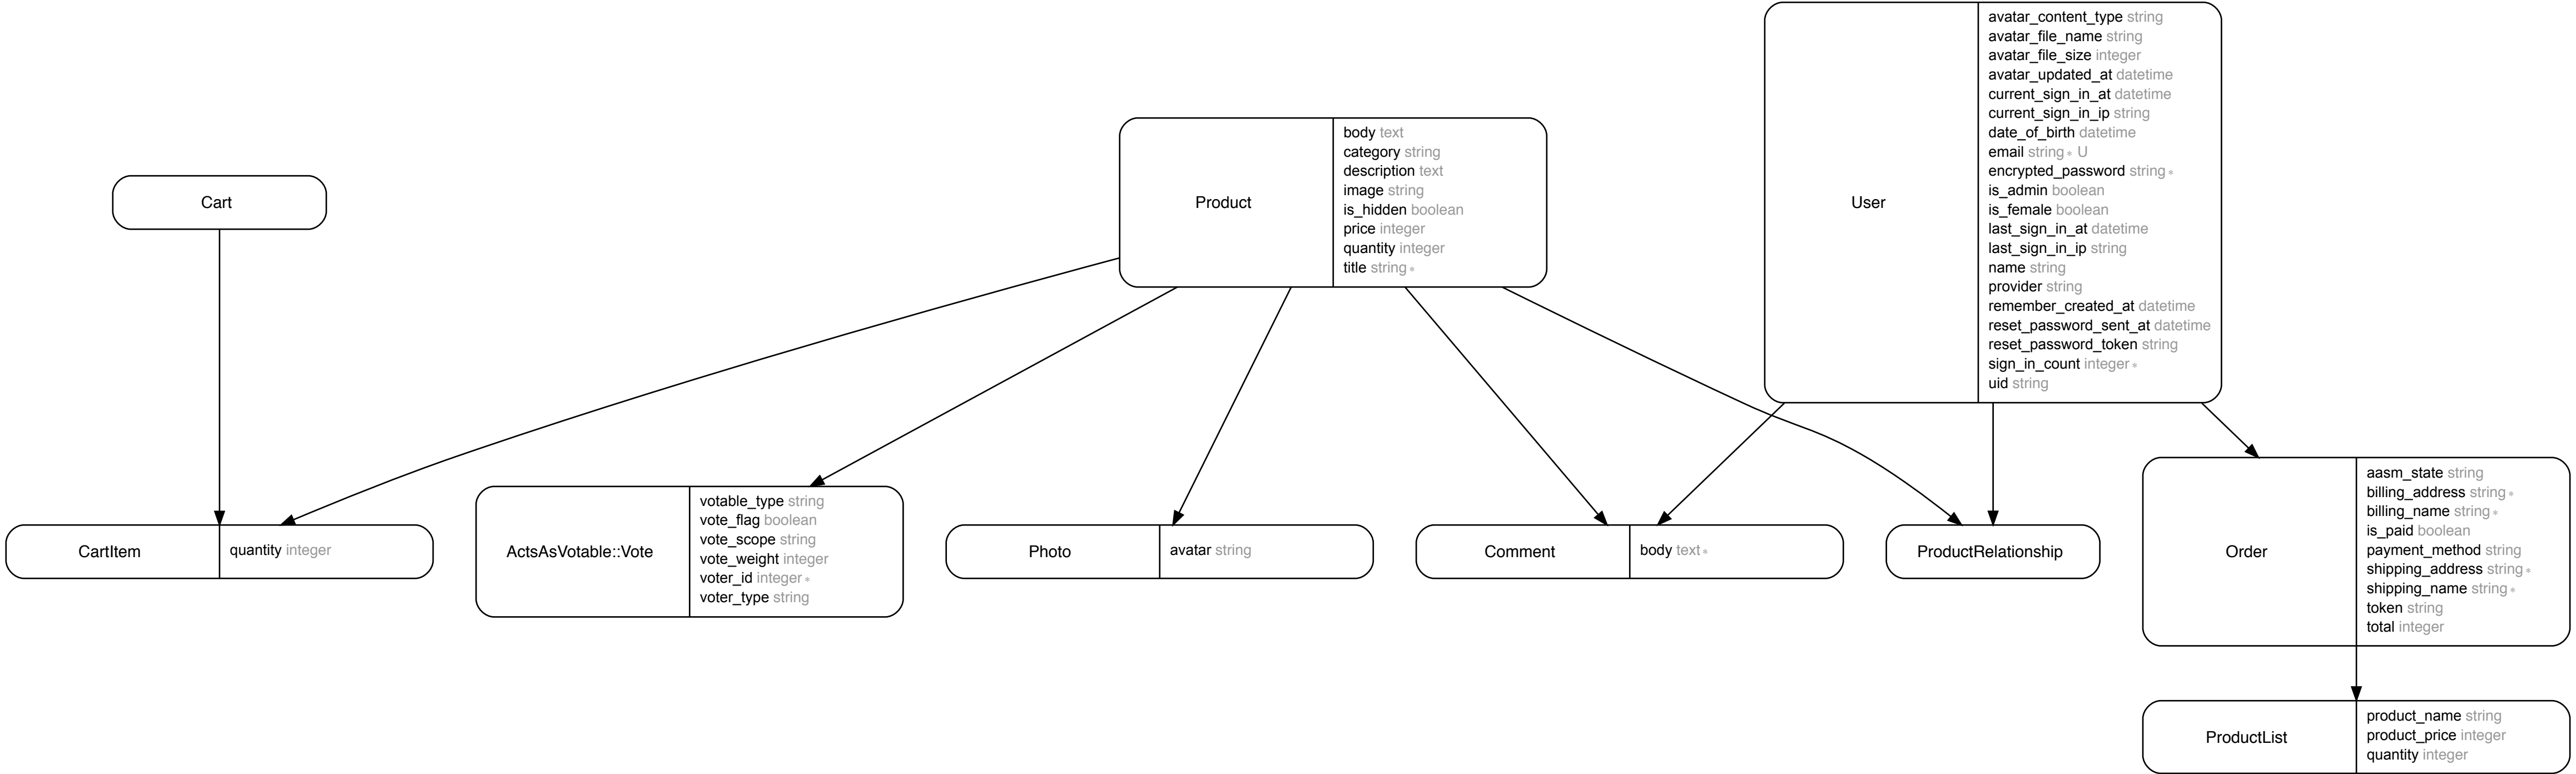 Cart
CartItem
quantity integer
Product
body text
category string
description text
image string
is_hidden boolean
price integer
quantity integer
title string *
ActsAsVotable::Vote
votable_type string
vote_flag boolean
vote_scope string
vote_weight integer
voter_id integer *
voter_type string
Photo
avatar string
Comment
body text *
User
avatar_content_type string
avatar_file_name string
avatar_file_size integer
avatar_updated_at datetime
current_sign_in_at datetime
current_sign_in_ip string
date_of_birth datetime
email string * U
encrypted_password string *
is_admin boolean
is_female boolean
last_sign_in_at datetime
last_sign_in_ip string
name string
provider string
remember_created_at datetime
reset_password_sent_at datetime
reset_password_token string
sign_in_count integer *
uid string
ProductRelationship
Order
aasm_state string
billing_address string *
billing_name string *
is_paid boolean
payment_method string
shipping_address string *
shipping_name string *
token string
total integer
ProductList
product_name string
product_price integer
quantity integer